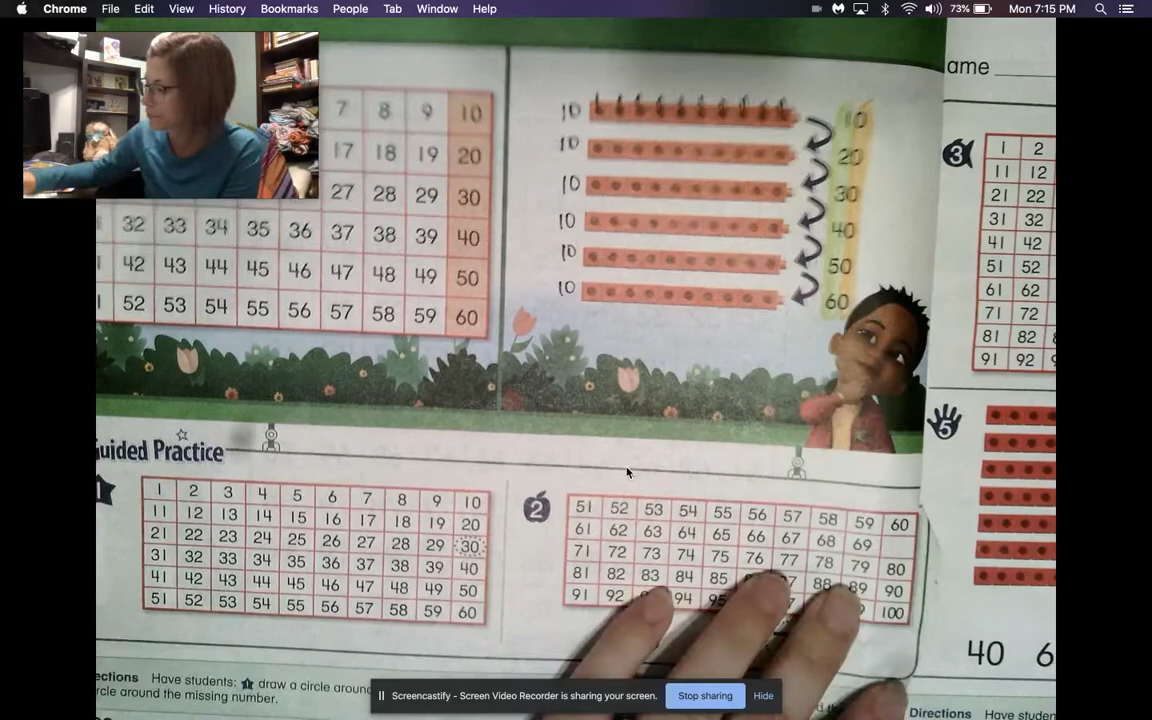 Chrome File Edit View History Bookmarks People Tab Window Help 73% Mon 7:15 PM
ame
7 8 9 10
17 18 19 20
27 28 29 30
32 33 34 35 36 37 38 39 40
42 43 44 45 46 47 48 49 50
1 52 53 54 55 56 57 58 59 60
10 10
10 20
10 30
10 40
10 50
10 60
3
1 2
11 12
21 22
31 32
41 42
51 52
61 62
71 72
81 82
91 92
5
uided Practice
1 2 3 4 5 6 7 8 9 10
11 12 13 14 15 16 17 18 19 20
21 22 23 24 25 26 27 28 29 30
31 32 33 34 35 36 37 38 39 40
41 42 43 44 45 46 47 48 49 50
51 52 53 54 55 56 57 58 59 60
2
51 52 53 54 55 56 57 58 59 60
61 62 63 64 65 66 67 68 69
71 72 73 74 75 76 77 78 79 80
81 82 83 84 85 88 89 90
91 92 94 95 100
40 6
ections Have students: draw a circle aroun
rcle around the missing number.
Directions Have studen
Screencastify - Screen Video Recorder is sharing your screen. Stop sharing Hide